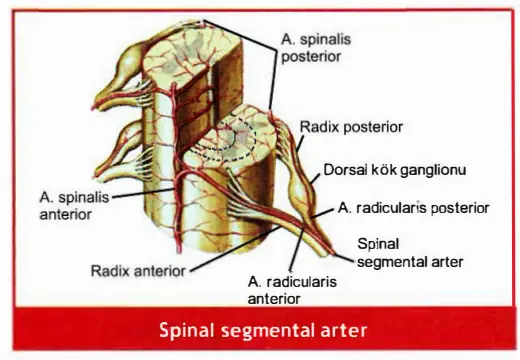 A. spinalis
posterior
Radix posterior
Dorsai kök ganglionu
A. radicularis posterior
Spinal
segmental arter
A. spinalis
anterior
Radix anterior
A. radicularis
anterior
Spinal segmental arter